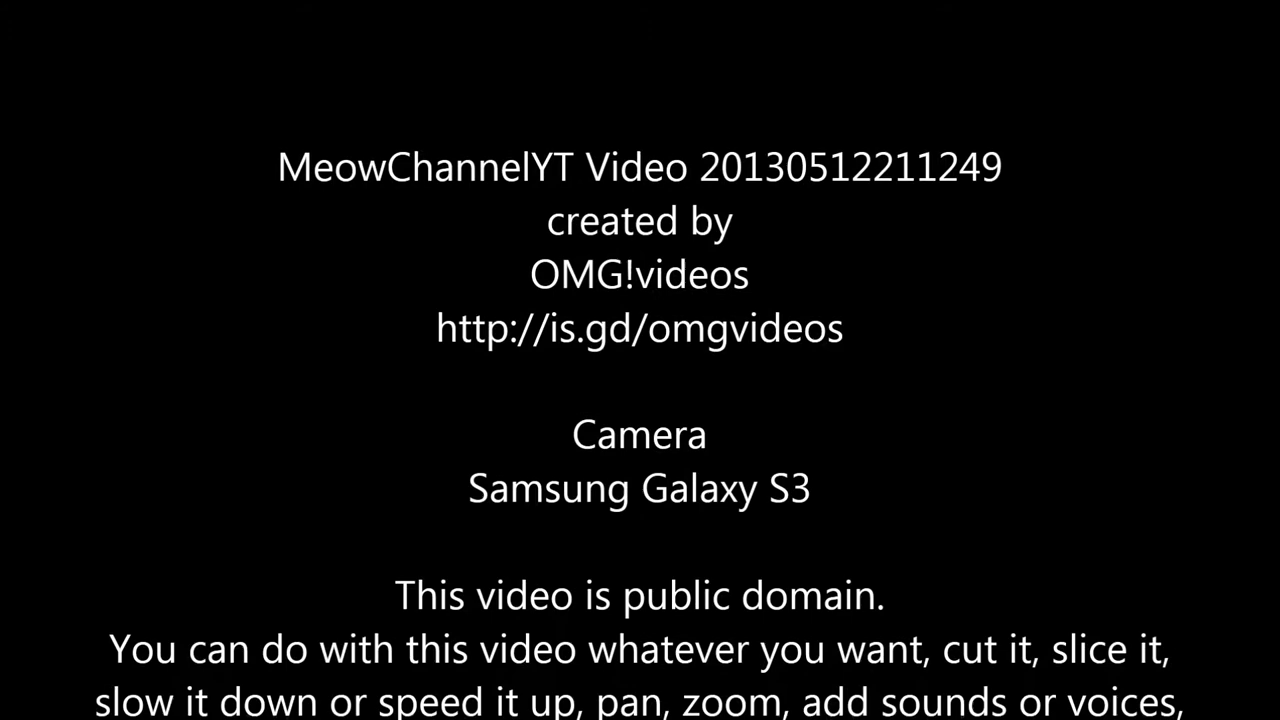 MeowChannelYT Video 20130512211249
created by
OMG!videos
http://is.gd/omgvideos
Camera
Samsung Galaxy S3
This video is public domain.
You can do with this video whatever you want, cut it, slice it,
slow it down or speed it up, pan, zoom, add sounds or voices,